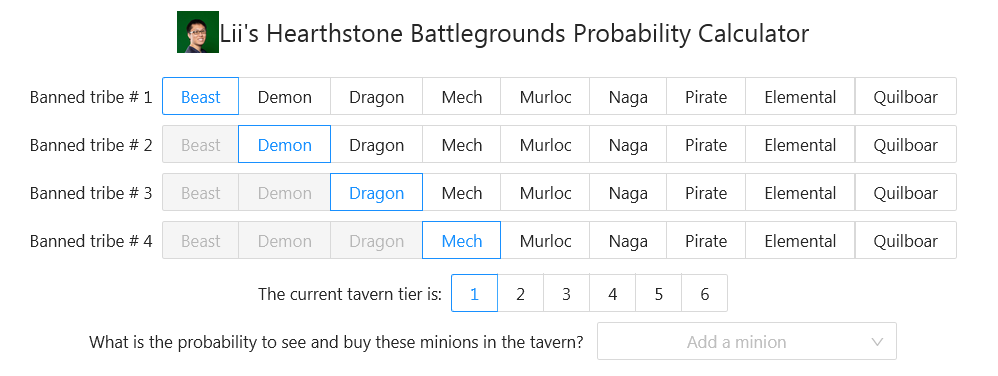 Lii's Hearthstone Battlegrounds Probability Calculator
Banned tribe # 1 Beast Demon Dragon Mech Murloc Naga Pirate Elemental Quilboar
Banned tribe # 2 Beast Demon Dragon Mech Murloc Naga Pirate Elemental Quilboar
Banned tribe # 3 Beast Demon Dragon Mech Murloc Naga Pirate Elemental Quilboar
Banned tribe # 4 Beast Demon Dragon Mech Murloc Naga Pirate Elemental Quilboar
The current tavern tier is: 1 2 3 4 5 6
What is the probability to see and buy these minions in the tavern? Add a minion